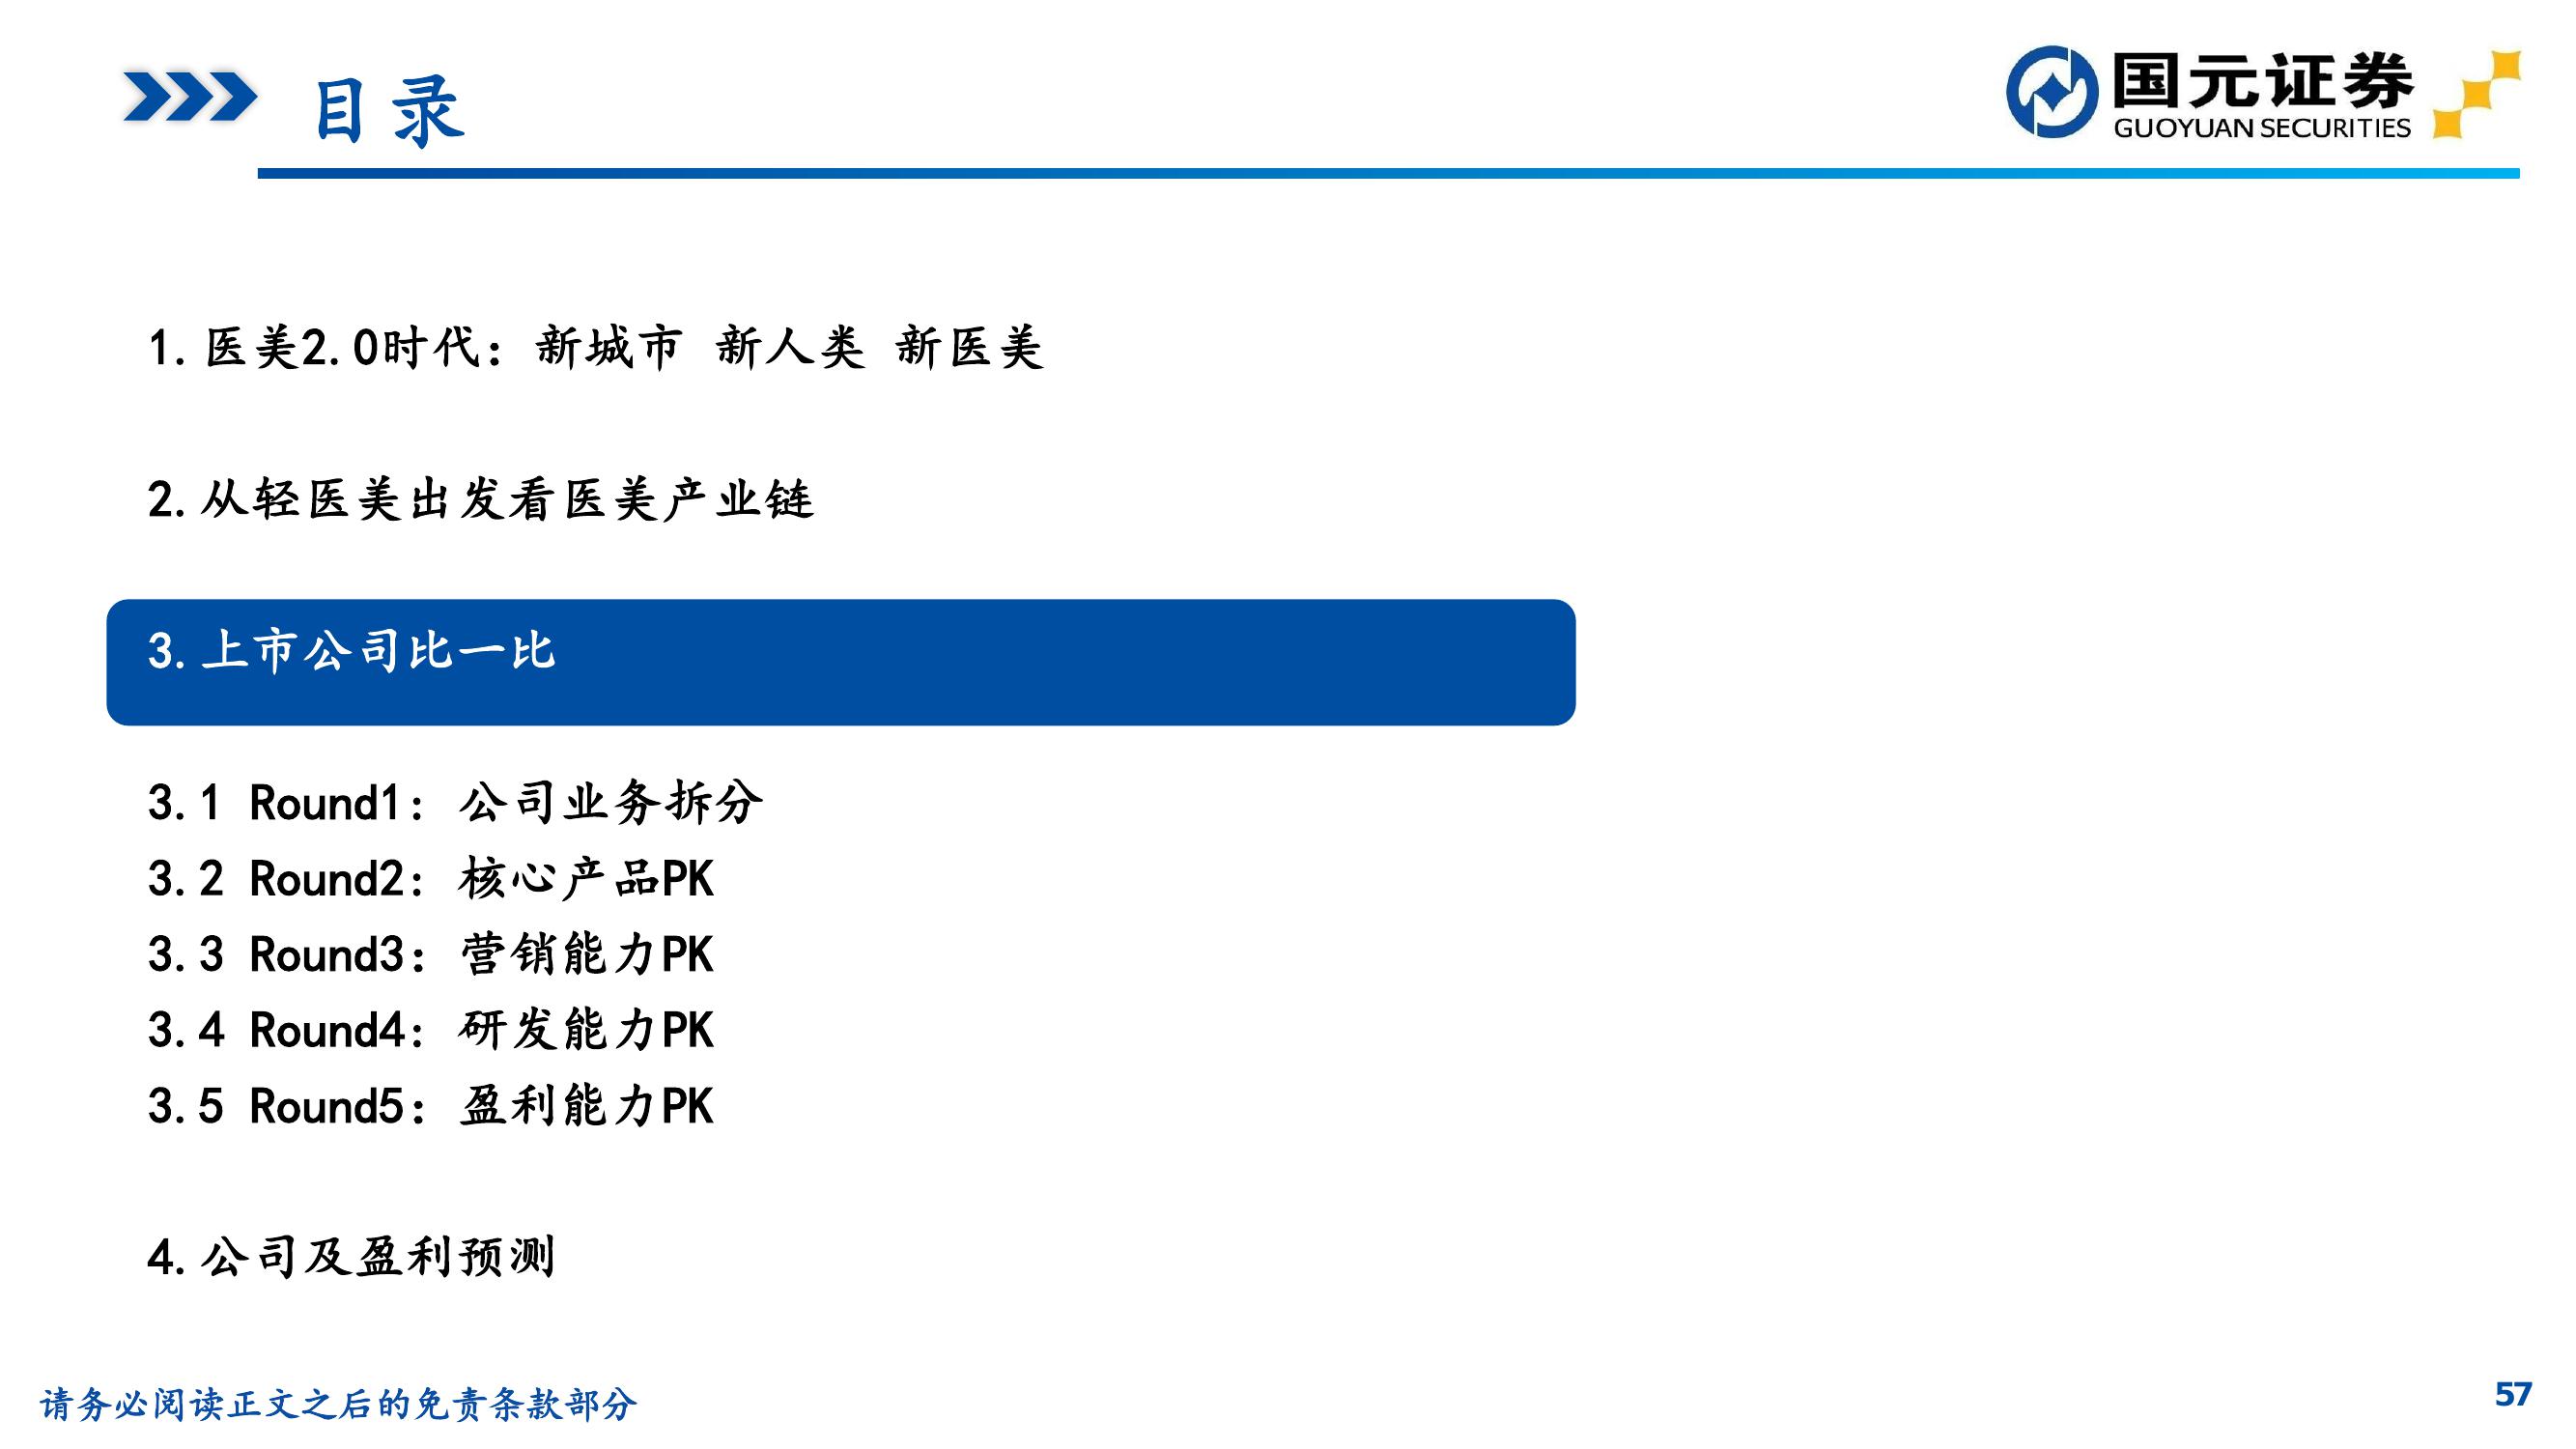 目录
国元证券
GUOYUAN SECURITIES
1.医美2.0时代：新城市 新人类 新医美
2.从轻医美出发看医美产业链
3.上市公司比一比
3.1 Round1：公司业务拆分
3.2 Round2：核心产品PK
3.3 Round3：营销能力PK
3.4 Round4：研发能力PK
3.5 Round5：盈利能力PK
4.公司及盈利预测
请务必阅读正文之后的免责条款部分
57